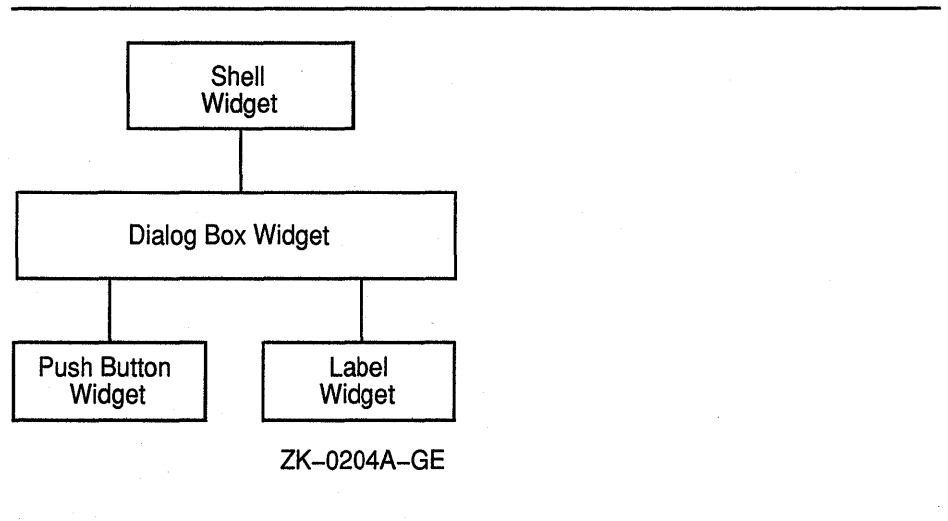 Shell
Widget
Dialog Box Widget
Push Button
Widget
Label
Widget
ZK–0204A–GE